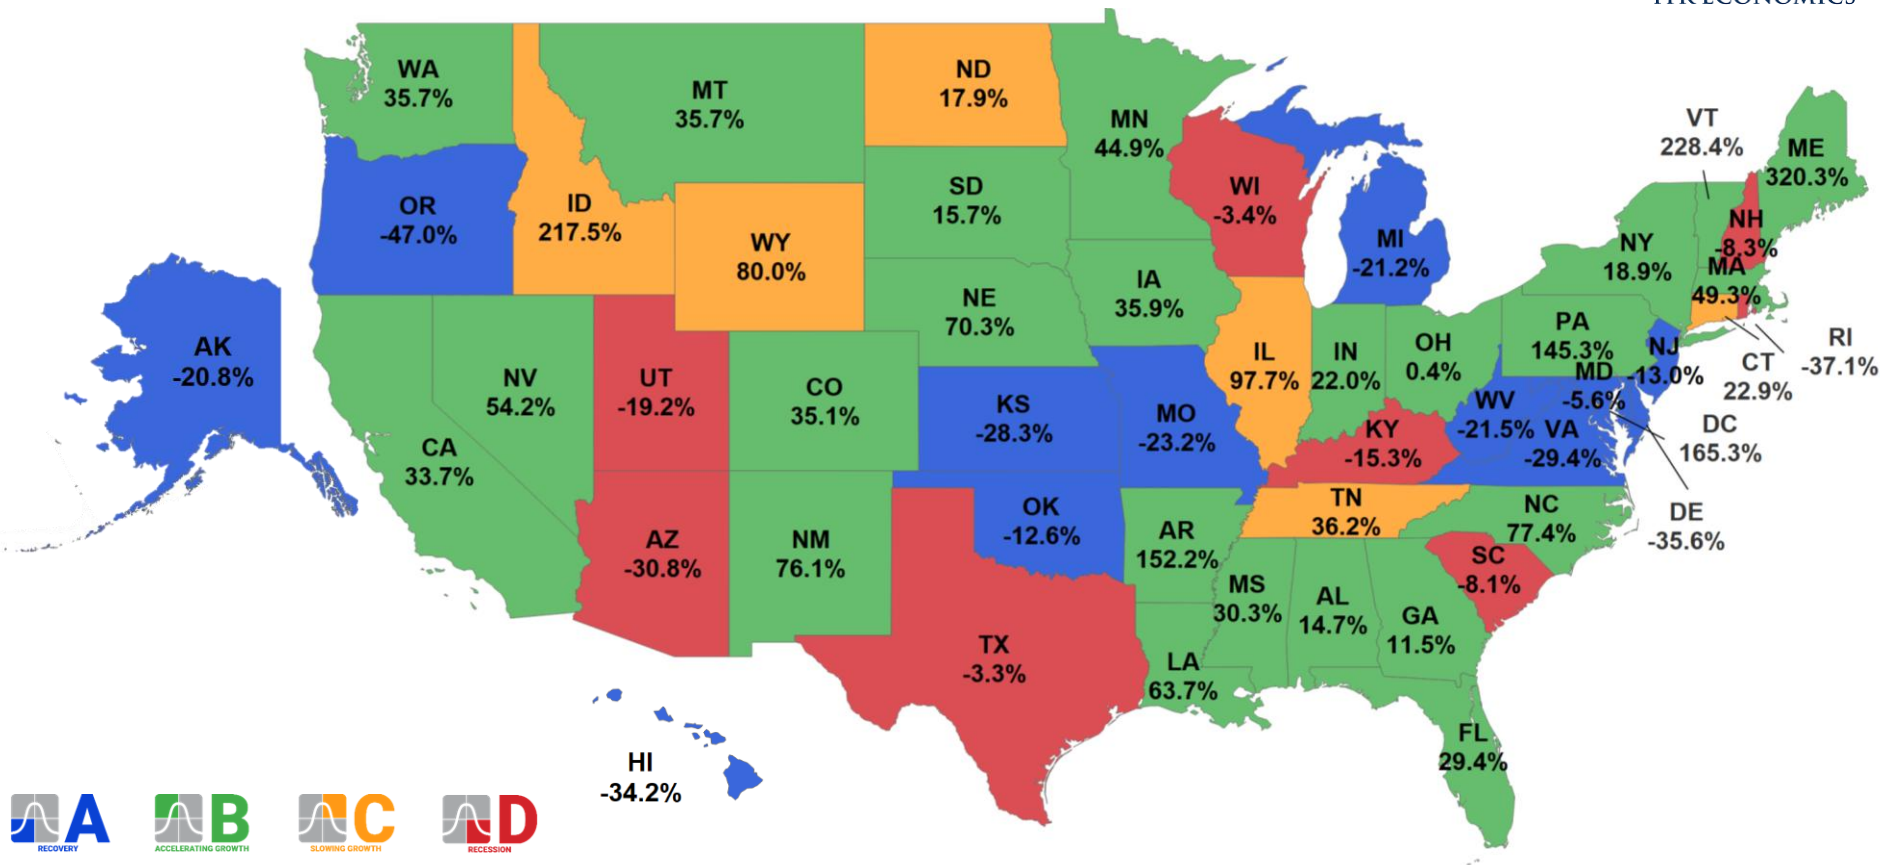 ITR ECONOMICS
WA
35.7%
MT
35.7%
ND
17.9%
MN
44.9%
VT
228.4%
ME
320.3%
OR
-47.0%
ID
217.5%
WY
80.0%
SD
15.7%
WI
-3.4%
MI
-21.2%
NY
18.9%
NH
-8.3%
MA
49.3%
AK
-20.8%
NV
54.2%
UT
-19.2%
CO
35.1%
NE
70.3%
IA
35.9%
IL
97.7%
IN
22.0%
OH
0.4%
PA
145.3%
NJ
-13.0%
CT
22.9%
RI
-37.1%
CA
33.7%
KS
-28.3%
MO
-23.2%
KY
-15.3%
WV
-21.5%
MD
-5.6%
VA
-29.4%
DC
165.3%
DE
-35.6%
AZ
-30.8%
NM
76.1%
OK
-12.6%
AR
152.2%
TN
36.2%
NC
77.4%
SC
-8.1%
TX
-3.3%
LA
63.7%
MS
30.3%
AL
14.7%
GA
11.5%
FL
29.4%
HI
-34.2%
A
RECOVERY
B
ACCELERATING GROWTH
C
SLOWING GROWTH
D
RECESSION